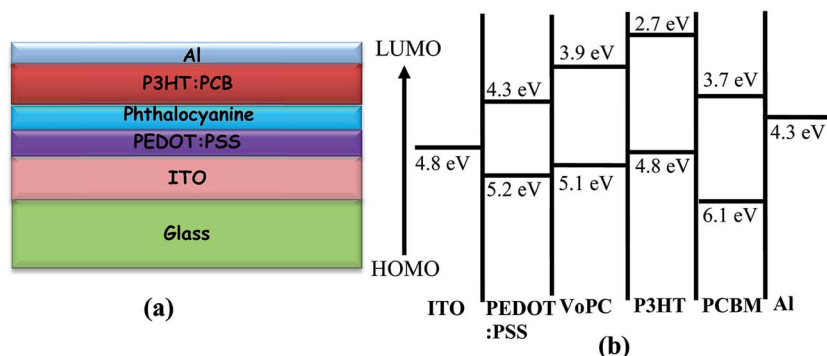 Al
P3HT:PCB
Phthalocyanine
PEDOT:PSS
ITO
Glass
(a)
LUMO
HOMO
4.8 eV
4.3 eV
5.2 eV
3.9 eV
5.1 eV
2.7 eV
4.8 eV
3.7 eV
6.1 eV
4.3 eV
ITO
PEDOT
:PSS
VoPC
P3HT
PCBM
Al
(b)